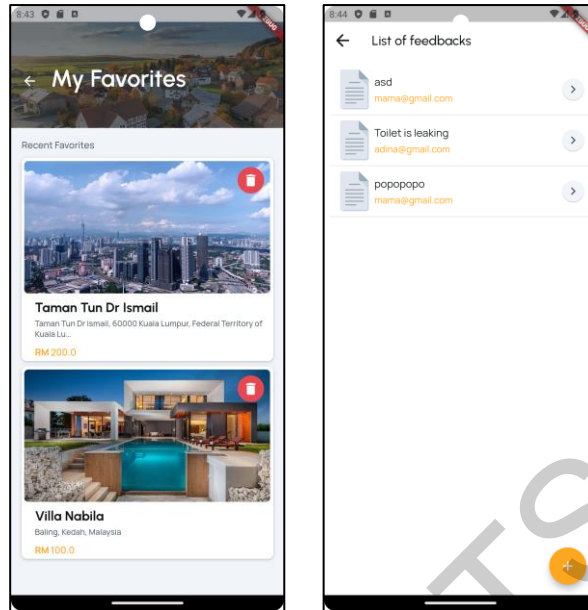 8:43
My Favorites
Recent Favorites
Taman Tun Dr Ismail
Taman Tun Dr Ismail, 60000 Kuala Lumpur, Federal Territory of
Kuala Lu...
RM 200.0
Villa Nabila
Baling, Kedah, Malaysia
RM 100.0
8:44
List of feedbacks
asd
mama@gmail.com
Toilet is leaking
adina@gmail.com
popopopo
mama@gmail.com
+